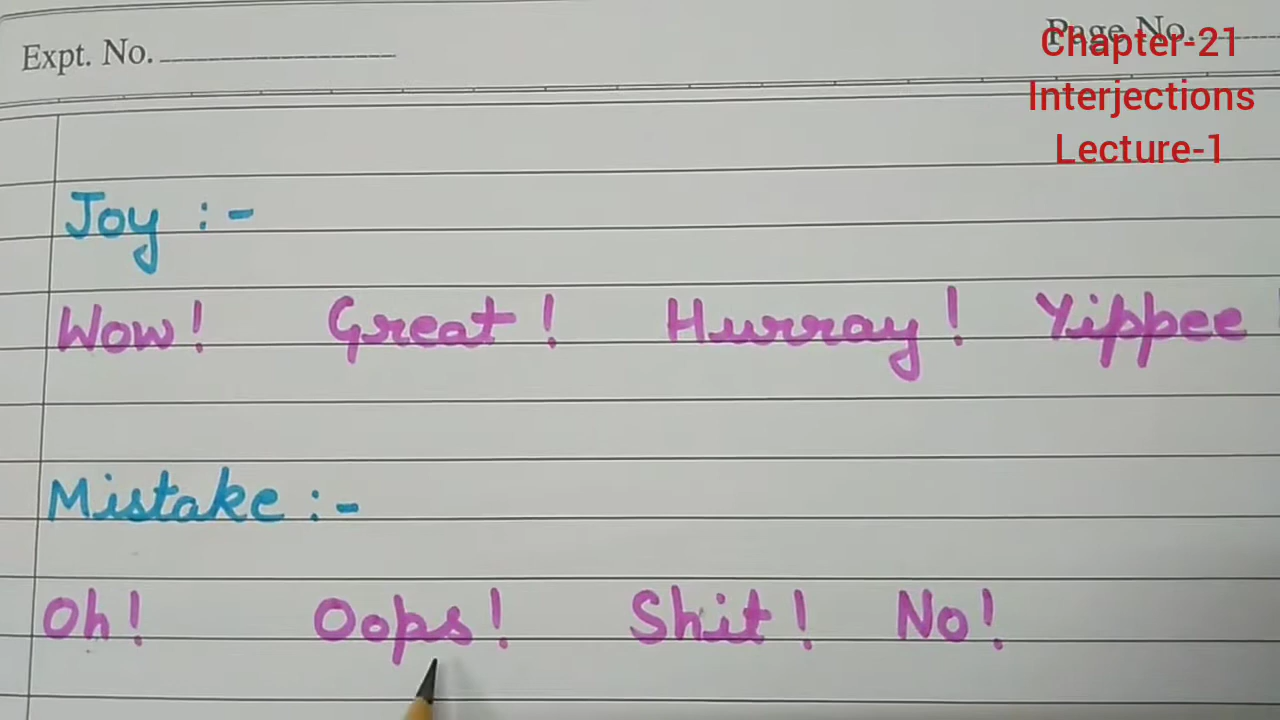 Expt. No.
Page No.
Chapter-21
Interjections
Lecture-1
Joy :-
Wow! Great! Hurray! Yippee
Mistake :-
Oh! Oops! Shit! No!